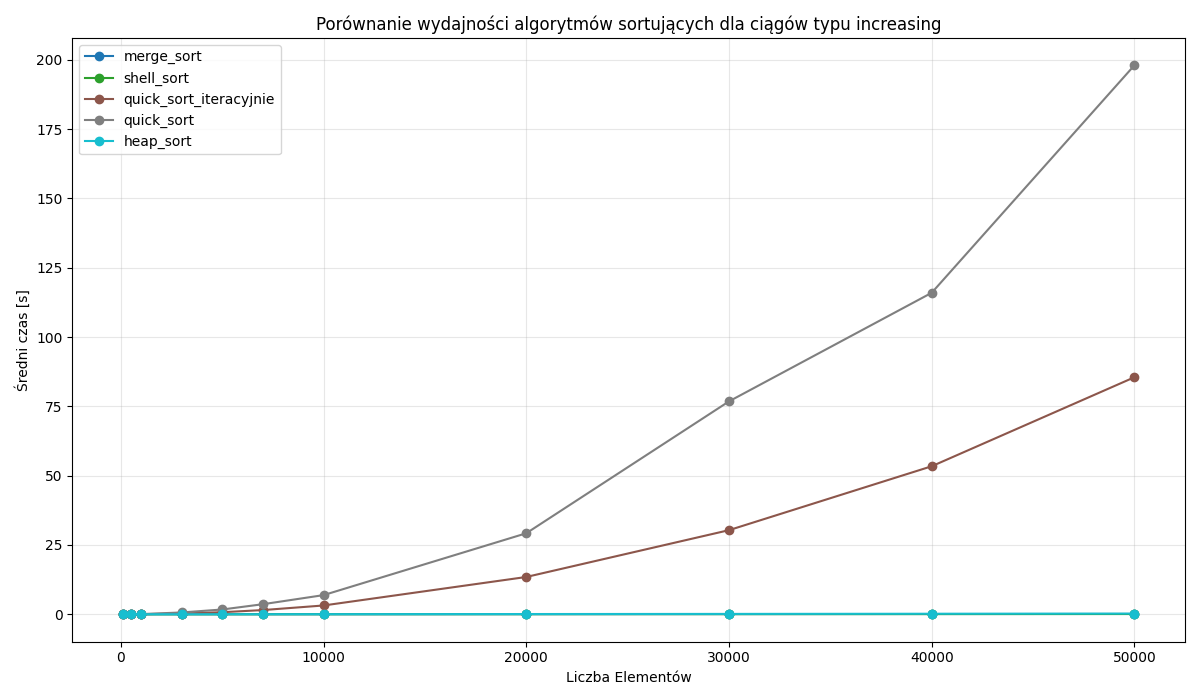 Porównanie wydajności algorytmów sortujących dla ciągów typu increasing
merge_sort
shell_sort
quick_sort_iteracyjnie
quick_sort
heap_sort
200
175
150
125
100
75
50
25
0
Średni czas [s]
0 10000 20000 30000 40000 50000
Liczba Elementów